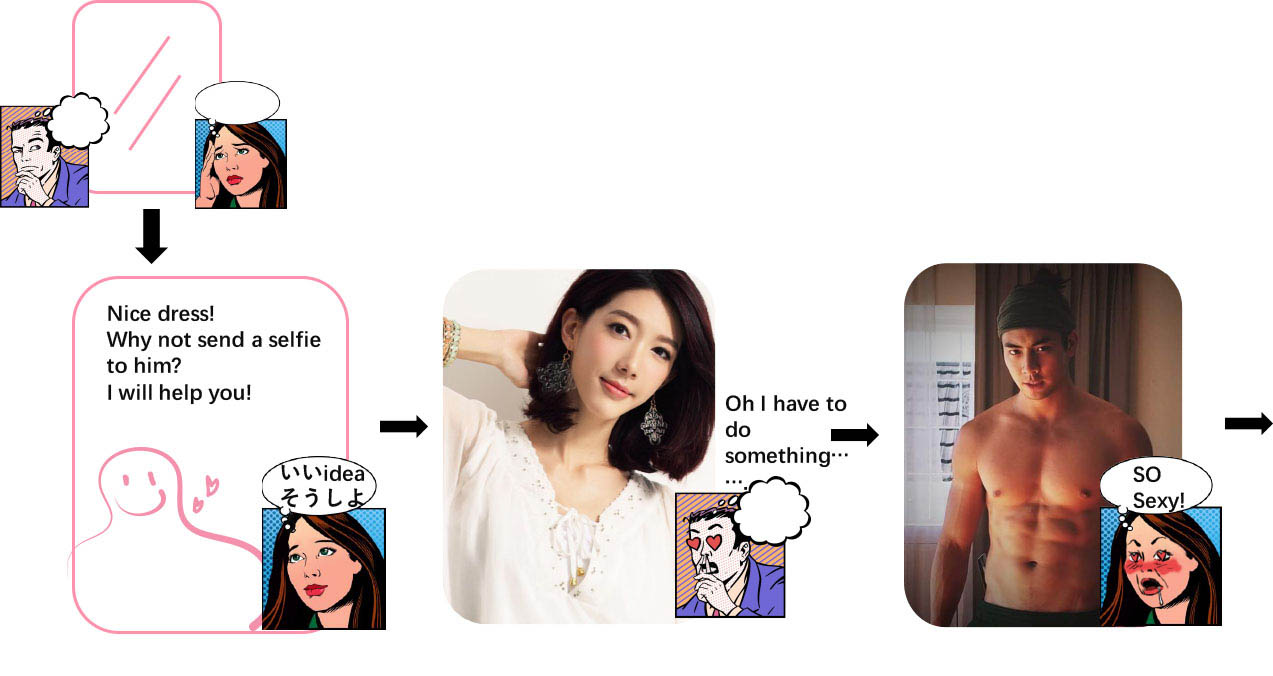 Nice dress!
Why not send a selfie
to him?
I will help you!
いいidea
そうしよ
Oh I have to
do
something…
….
SO
Sexy!